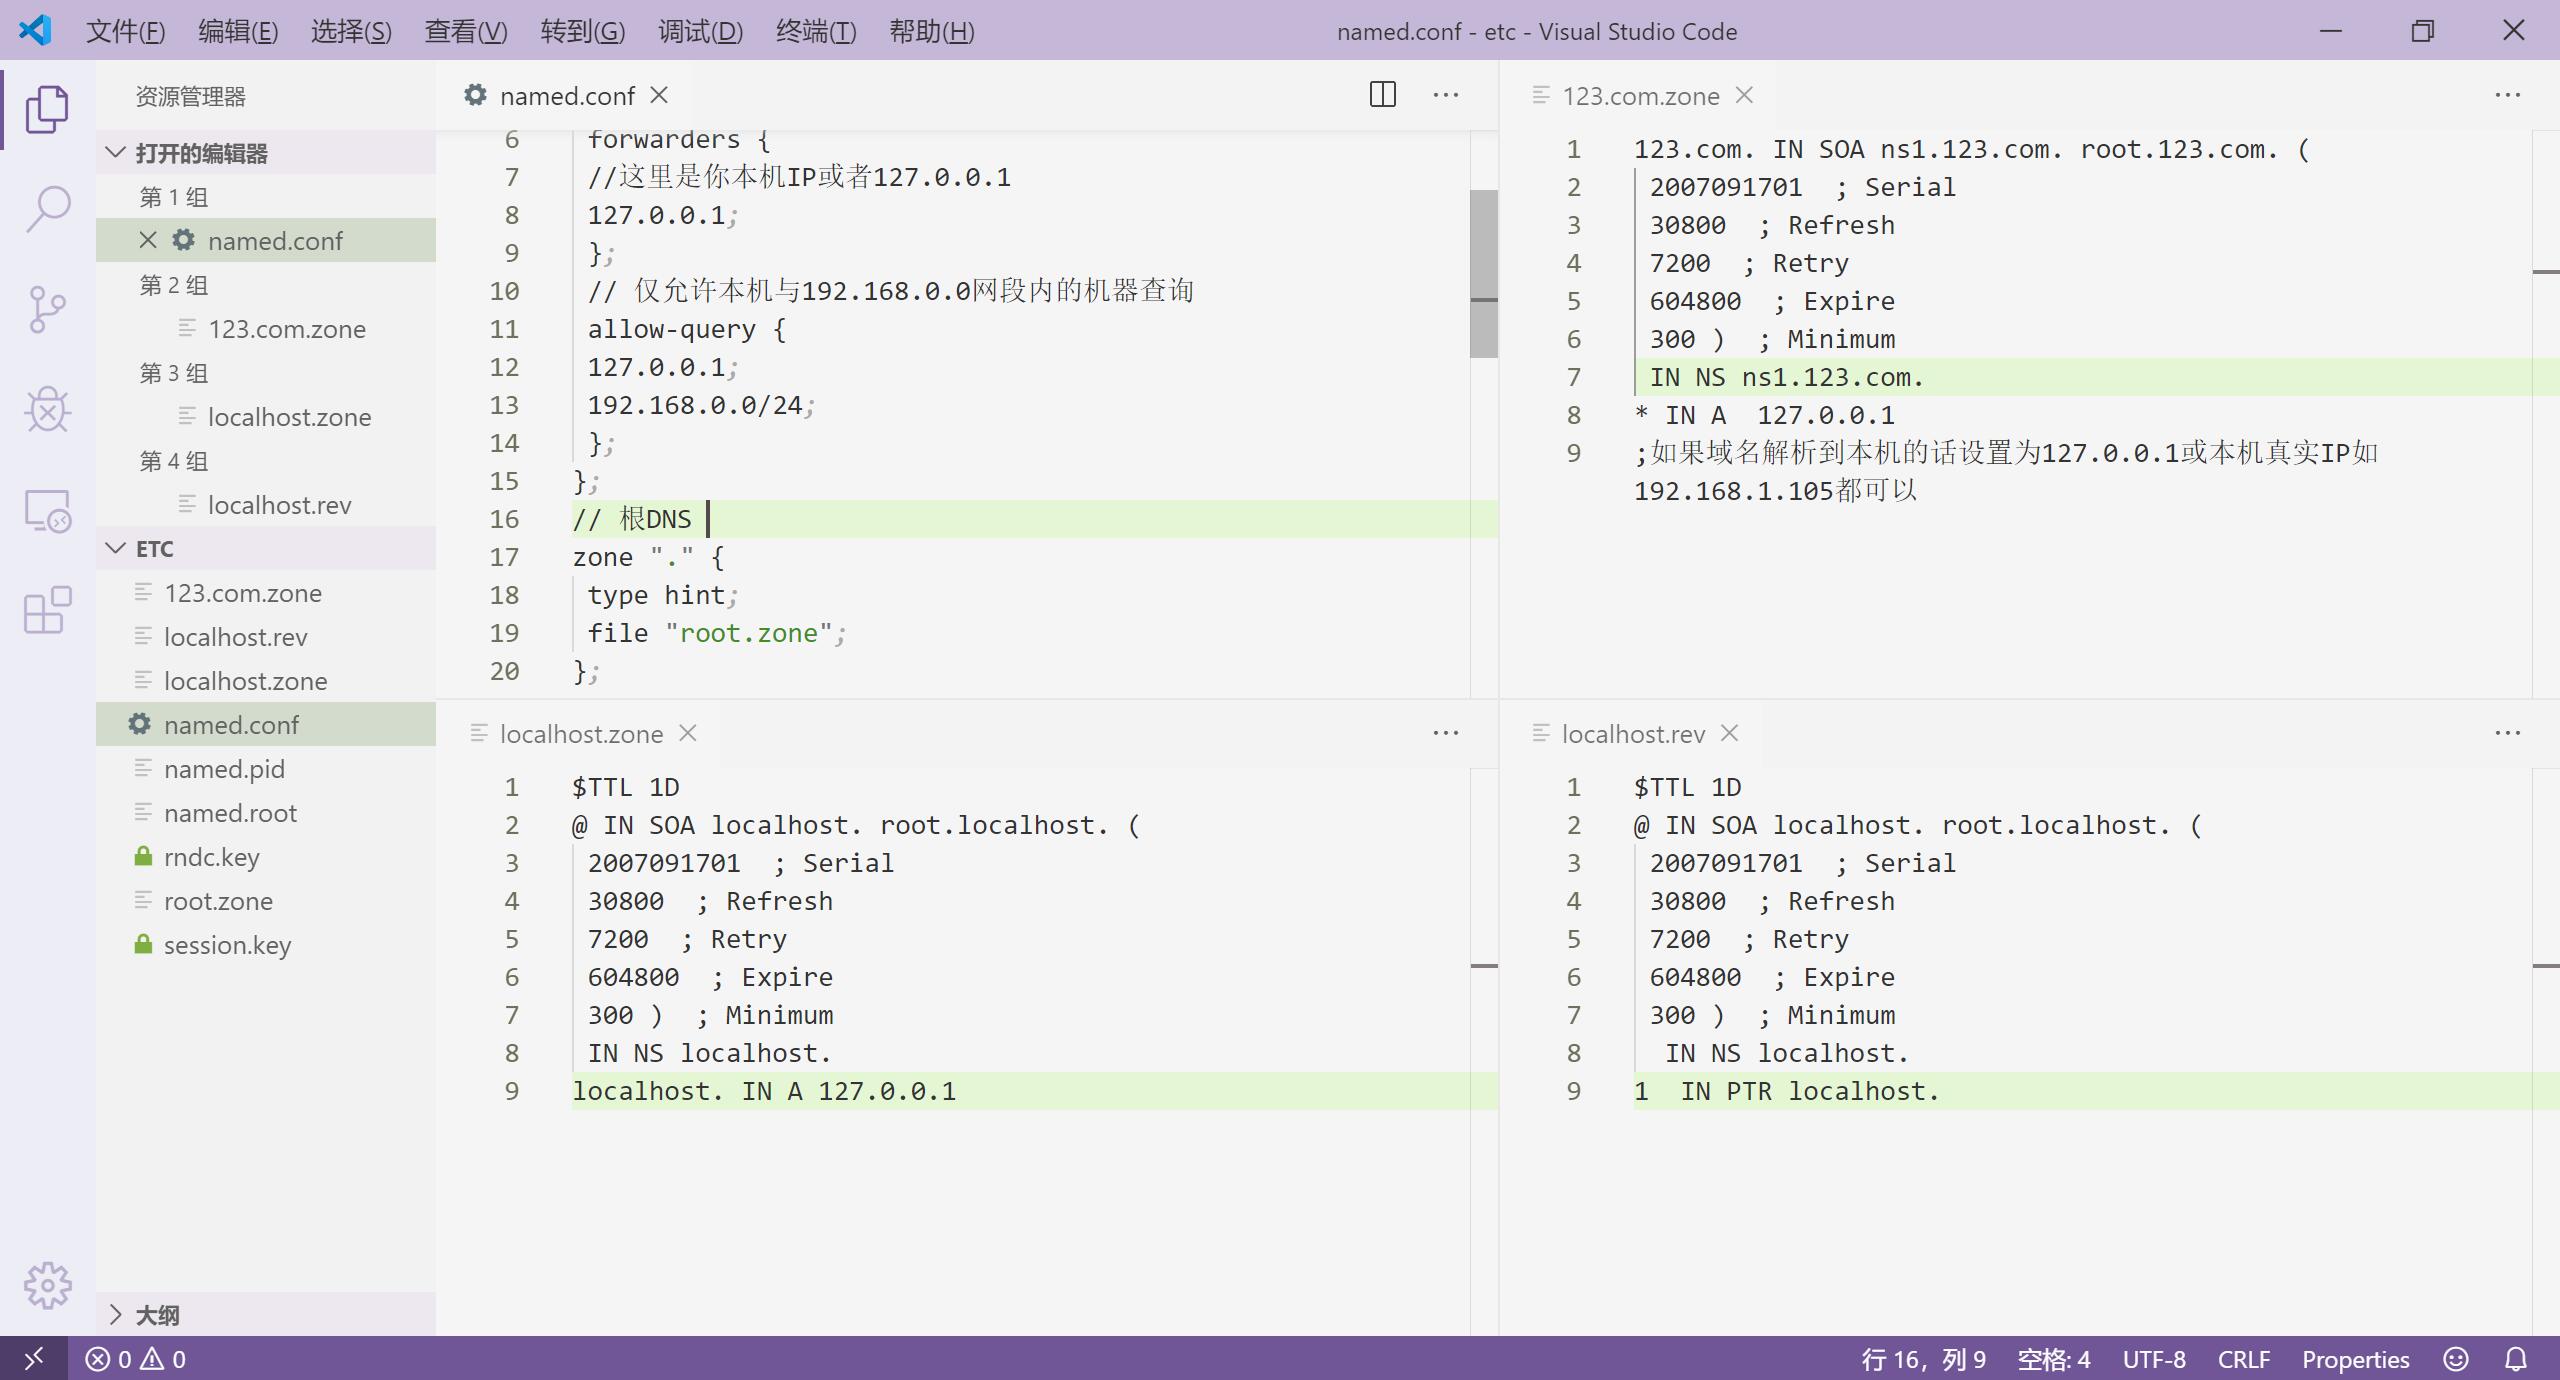 文件(F) 编辑(E) 选择(S) 查看(V) 转到(G) 调试(D) 终端(T) 帮助(H) named.conf - etc - Visual Studio Code
资源管理器
打开的编辑器
第 1 组
named.conf
第 2 组
123.com.zone
第 3 组
localhost.zone
第 4 组
localhost.rev
ETC
123.com.zone
localhost.rev
localhost.zone
named.conf
named.pid
named.root
rndc.key
root.zone
session.key
大纲
named.conf
6 forwarders {
7 //这里是你本机IP或者127.0.0.1
8 127.0.0.1;
9 };
10 // 仅允许本机与192.168.0.0网段内的机器查询
11 allow-query {
12 127.0.0.1;
13 192.168.0.0/24;
14 };
15 };
16 // 根DNS
17 zone "." {
18 type hint;
19 file "root.zone";
20 };
123.com.zone
1 123.com. IN SOA ns1.123.com. root.123.com. (
2 2007091701 ; Serial
3 30800 ; Refresh
4 7200 ; Retry
5 604800 ; Expire
6 300 ) ; Minimum
7 IN NS ns1.123.com.
8 * IN A 127.0.0.1
9 ;如果域名解析到本机的话设置为127.0.0.1或本机真实IP如
192.168.1.105都可以
localhost.zone
1 $TTL 1D
2 @ IN SOA localhost. root.localhost. (
3 2007091701 ; Serial
4 30800 ; Refresh
5 7200 ; Retry
6 604800 ; Expire
7 300 ) ; Minimum
8 IN NS localhost.
9 localhost. IN A 127.0.0.1
localhost.rev
1 $TTL 1D
2 @ IN SOA localhost. root.localhost. (
3 2007091701 ; Serial
4 30800 ; Refresh
5 7200 ; Retry
6 604800 ; Expire
7 300 ) ; Minimum
8 IN NS localhost.
9 1 IN PTR localhost.
0 0 行 16，列 9 空格: 4 UTF-8 CRLF Properties